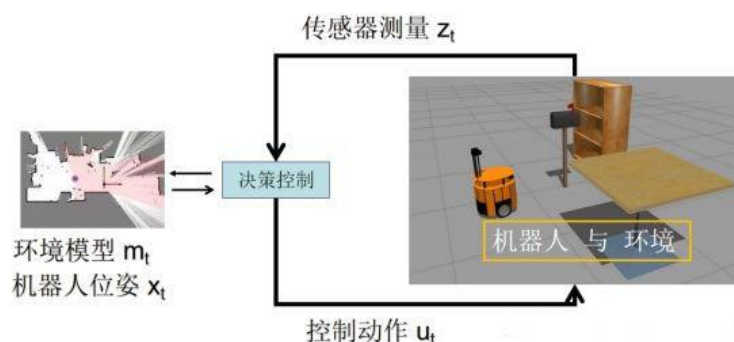 传感器测量 zt
决策控制
机器人 与 环境
环境模型 mt
机器人位姿 xt
控制动作 ut